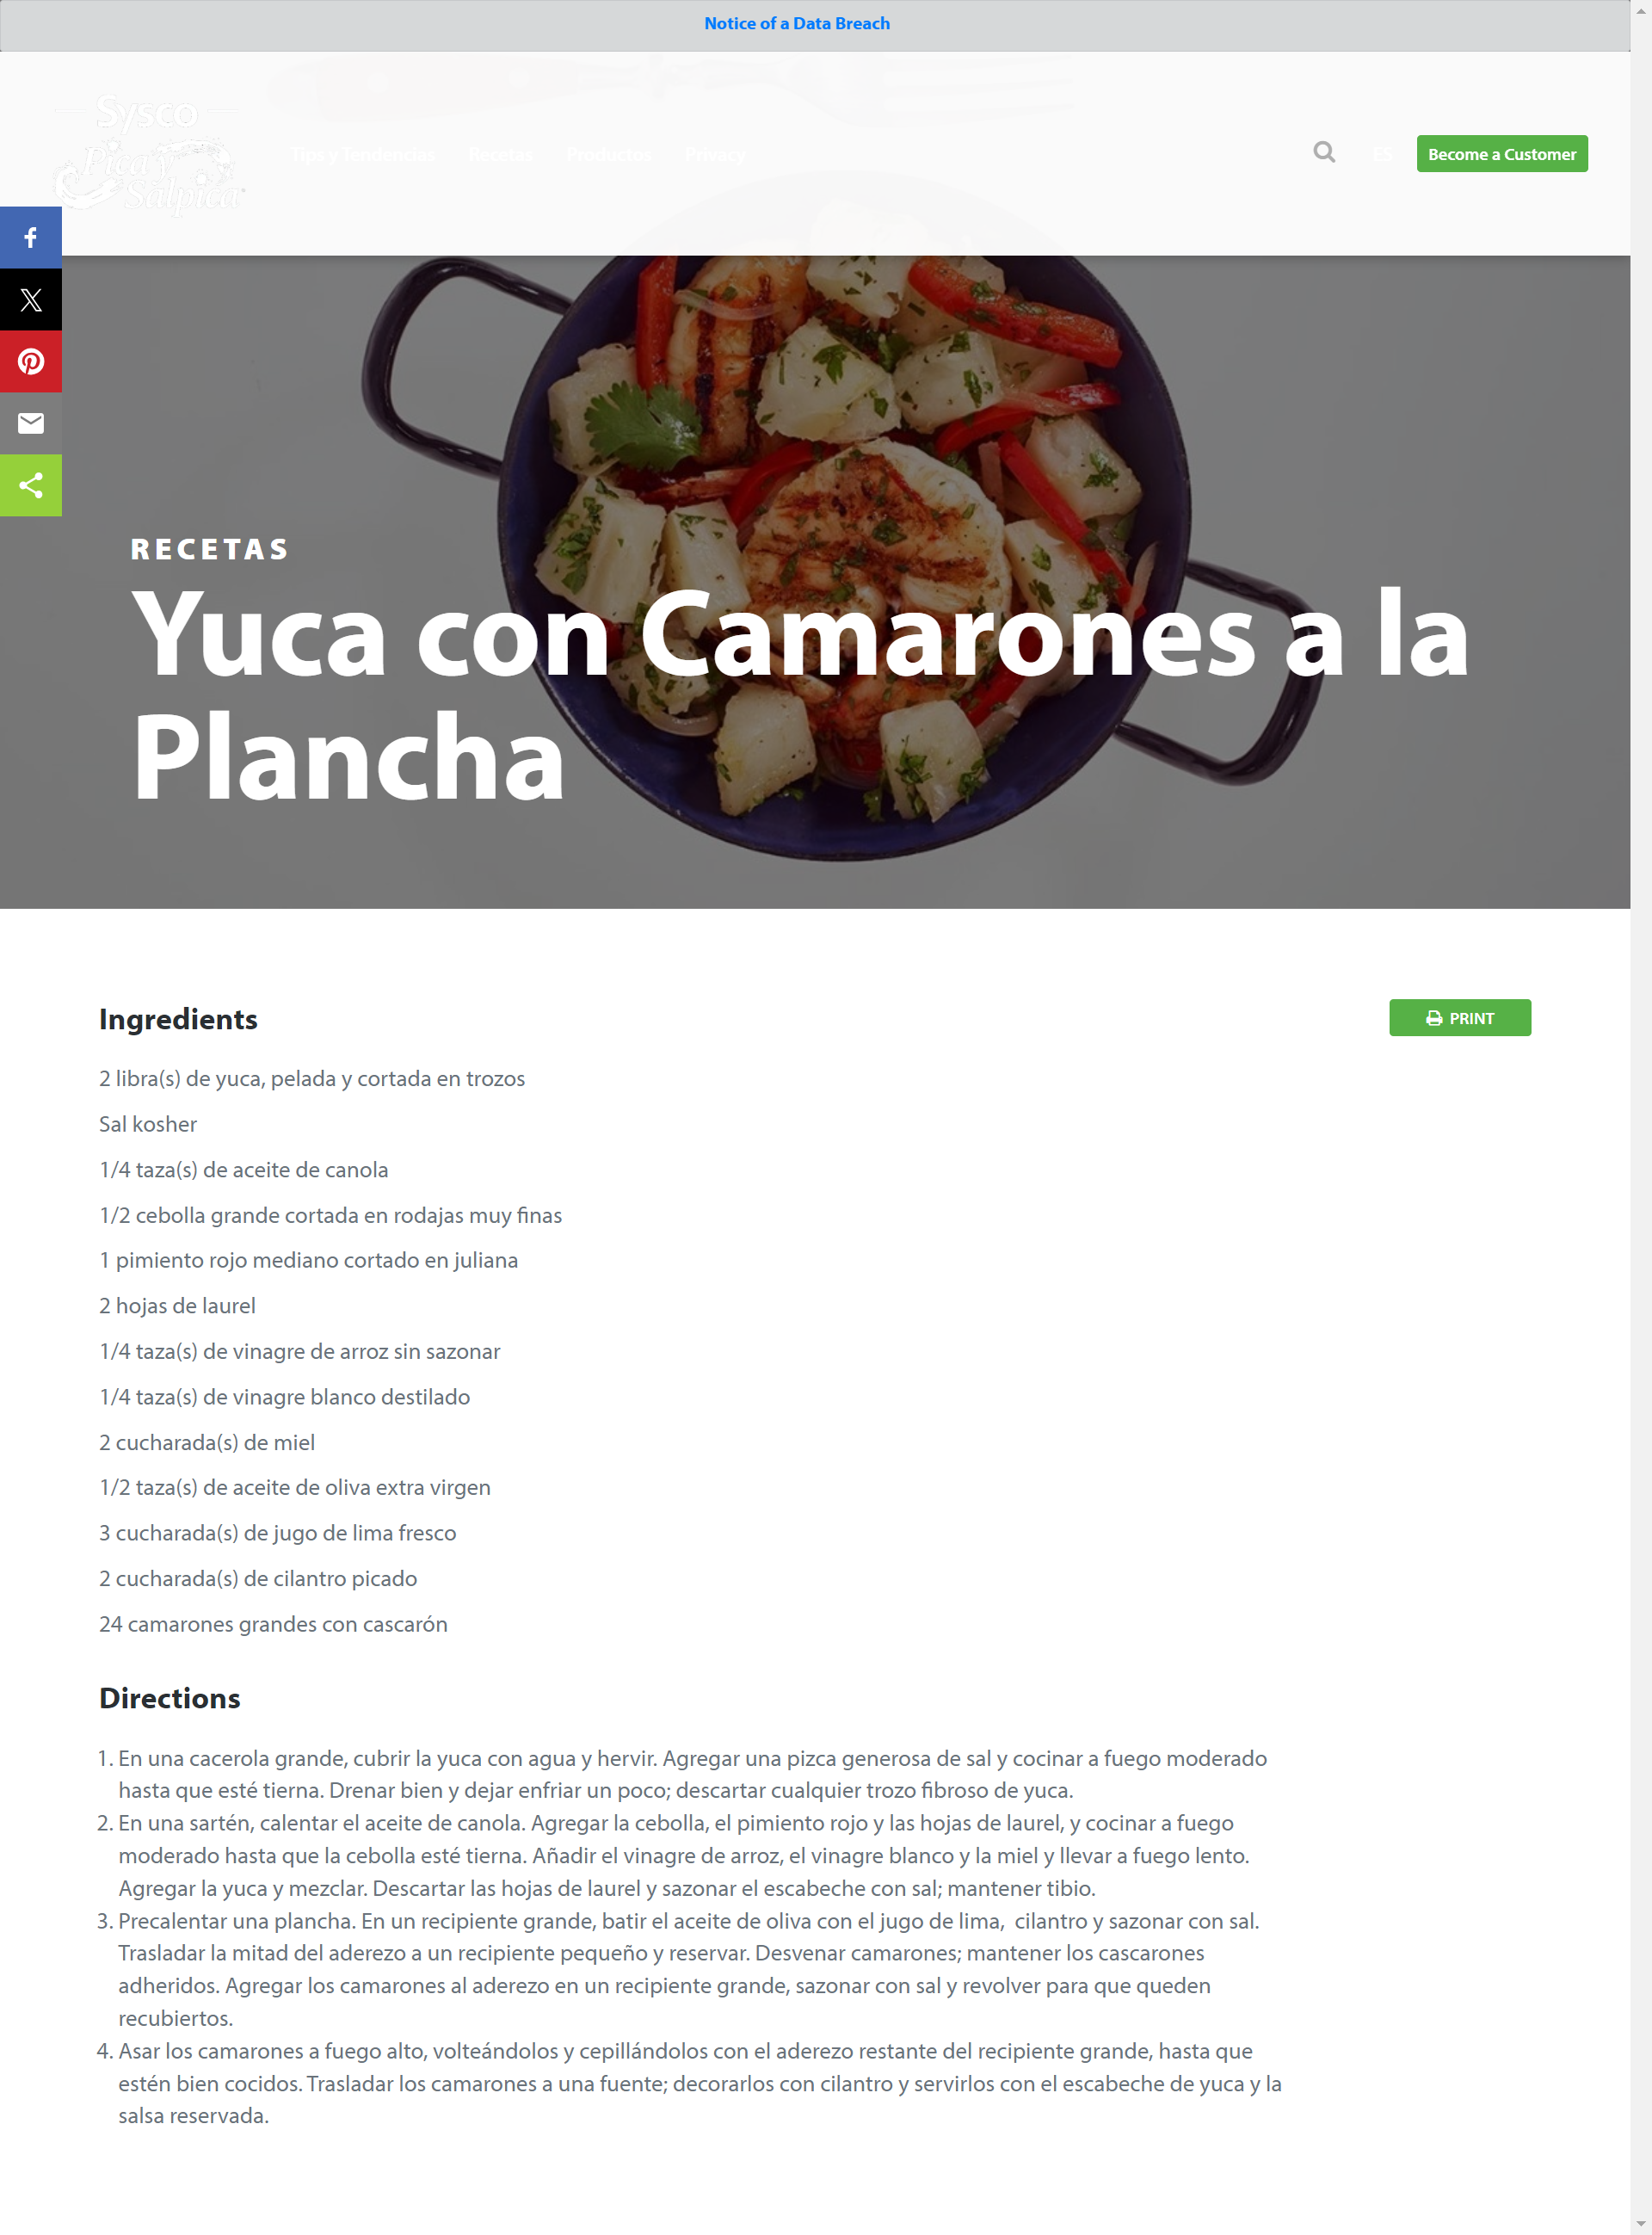 Notice of a Data Breach
Sysco
Pica y
Salpica
Tips y Tendencias Recetas Productos Privacy
ES
Become a Customer
RECETAS
Yuca con Camarones a la
Plancha
Ingredients
PRINT
2 libra(s) de yuca, pelada y cortada en trozos
Sal kosher
1/4 taza(s) de aceite de canola
1/2 cebolla grande cortada en rodajas muy finas
1 pimiento rojo mediano cortado en juliana
2 hojas de laurel
1/4 taza(s) de vinagre de arroz sin sazonar
1/4 taza(s) de vinagre blanco destilado
2 cucharada(s) de miel
1/2 taza(s) de aceite de oliva extra virgen
3 cucharada(s) de jugo de lima fresco
2 cucharada(s) de cilantro picado
24 camarones grandes con cascarón
Directions
1. En una cacerola grande, cubrir la yuca con agua y hervir. Agregar una pizca generosa de sal y cocinar a fuego moderado
hasta que esté tierna. Drenar bien y dejar enfriar un poco; descartar cualquier trozo fibroso de yuca.
2. En una sartén, calentar el aceite de canola. Agregar la cebolla, el pimiento rojo y las hojas de laurel, y cocinar a fuego
moderado hasta que la cebolla esté tierna. Añadir el vinagre de arroz, el vinagre blanco y la miel y llevar a fuego lento.
Agregar la yuca y mezclar. Descartar las hojas de laurel y sazonar el escabeche con sal; mantener tibio.
3. Precalentar una plancha. En un recipiente grande, batir el aceite de oliva con el jugo de lima,  cilantro y sazonar con sal.
Trasladar la mitad del aderezo a un recipiente pequeño y reservar. Desvenar camarones; mantener los cascarones
adheridos. Agregar los camarones al aderezo en un recipiente grande, sazonar con sal y revolver para que queden
recubiertos.
4. Asar los camarones a fuego alto, volteándolos y cepillándolos con el aderezo restante del recipiente grande, hasta que
estén bien cocidos. Trasladar los camarones a una fuente; decorarlos con cilantro y servirlos con el escabeche de yuca y la
salsa reservada.